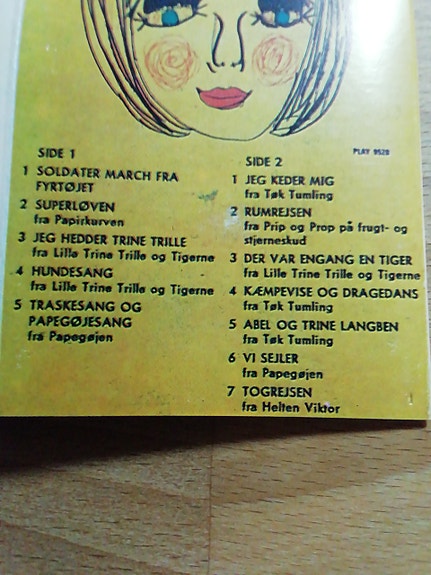 SIDE 1
1 SOLDATER MARCH FRA
FYRTØJET
2 SUPERLØVEN
fra Papirkurven
3 JEG HEDDER TRINE TRILLE
fra Lille Trine Trille og Tigerne
4 HUNDESANG
fra Lille Trine Trille og Tigerne
5 TRASKESANG OG
PAPEGØJESANG
fra Papegøjen
PLAY 9528
SIDE 2
1 JEG KEDER MIG
fra Tøk Tumling
2 RUMREJSEN
fra Prip og Prop på frugt- og
stjerneskud
3 DER VAR ENGANG EN TIGER
fra Lille Trine Trille og Tigerne
4 KÆMPEVISE OG DRAGEDANS
fra Tøk Tumling
5 ABEL OG TRINE LANGBEN
fra Tøk Tumling
6 VI SEJLER
fra Papegøjen
7 TOGREJSEN
fra Helten Viktor